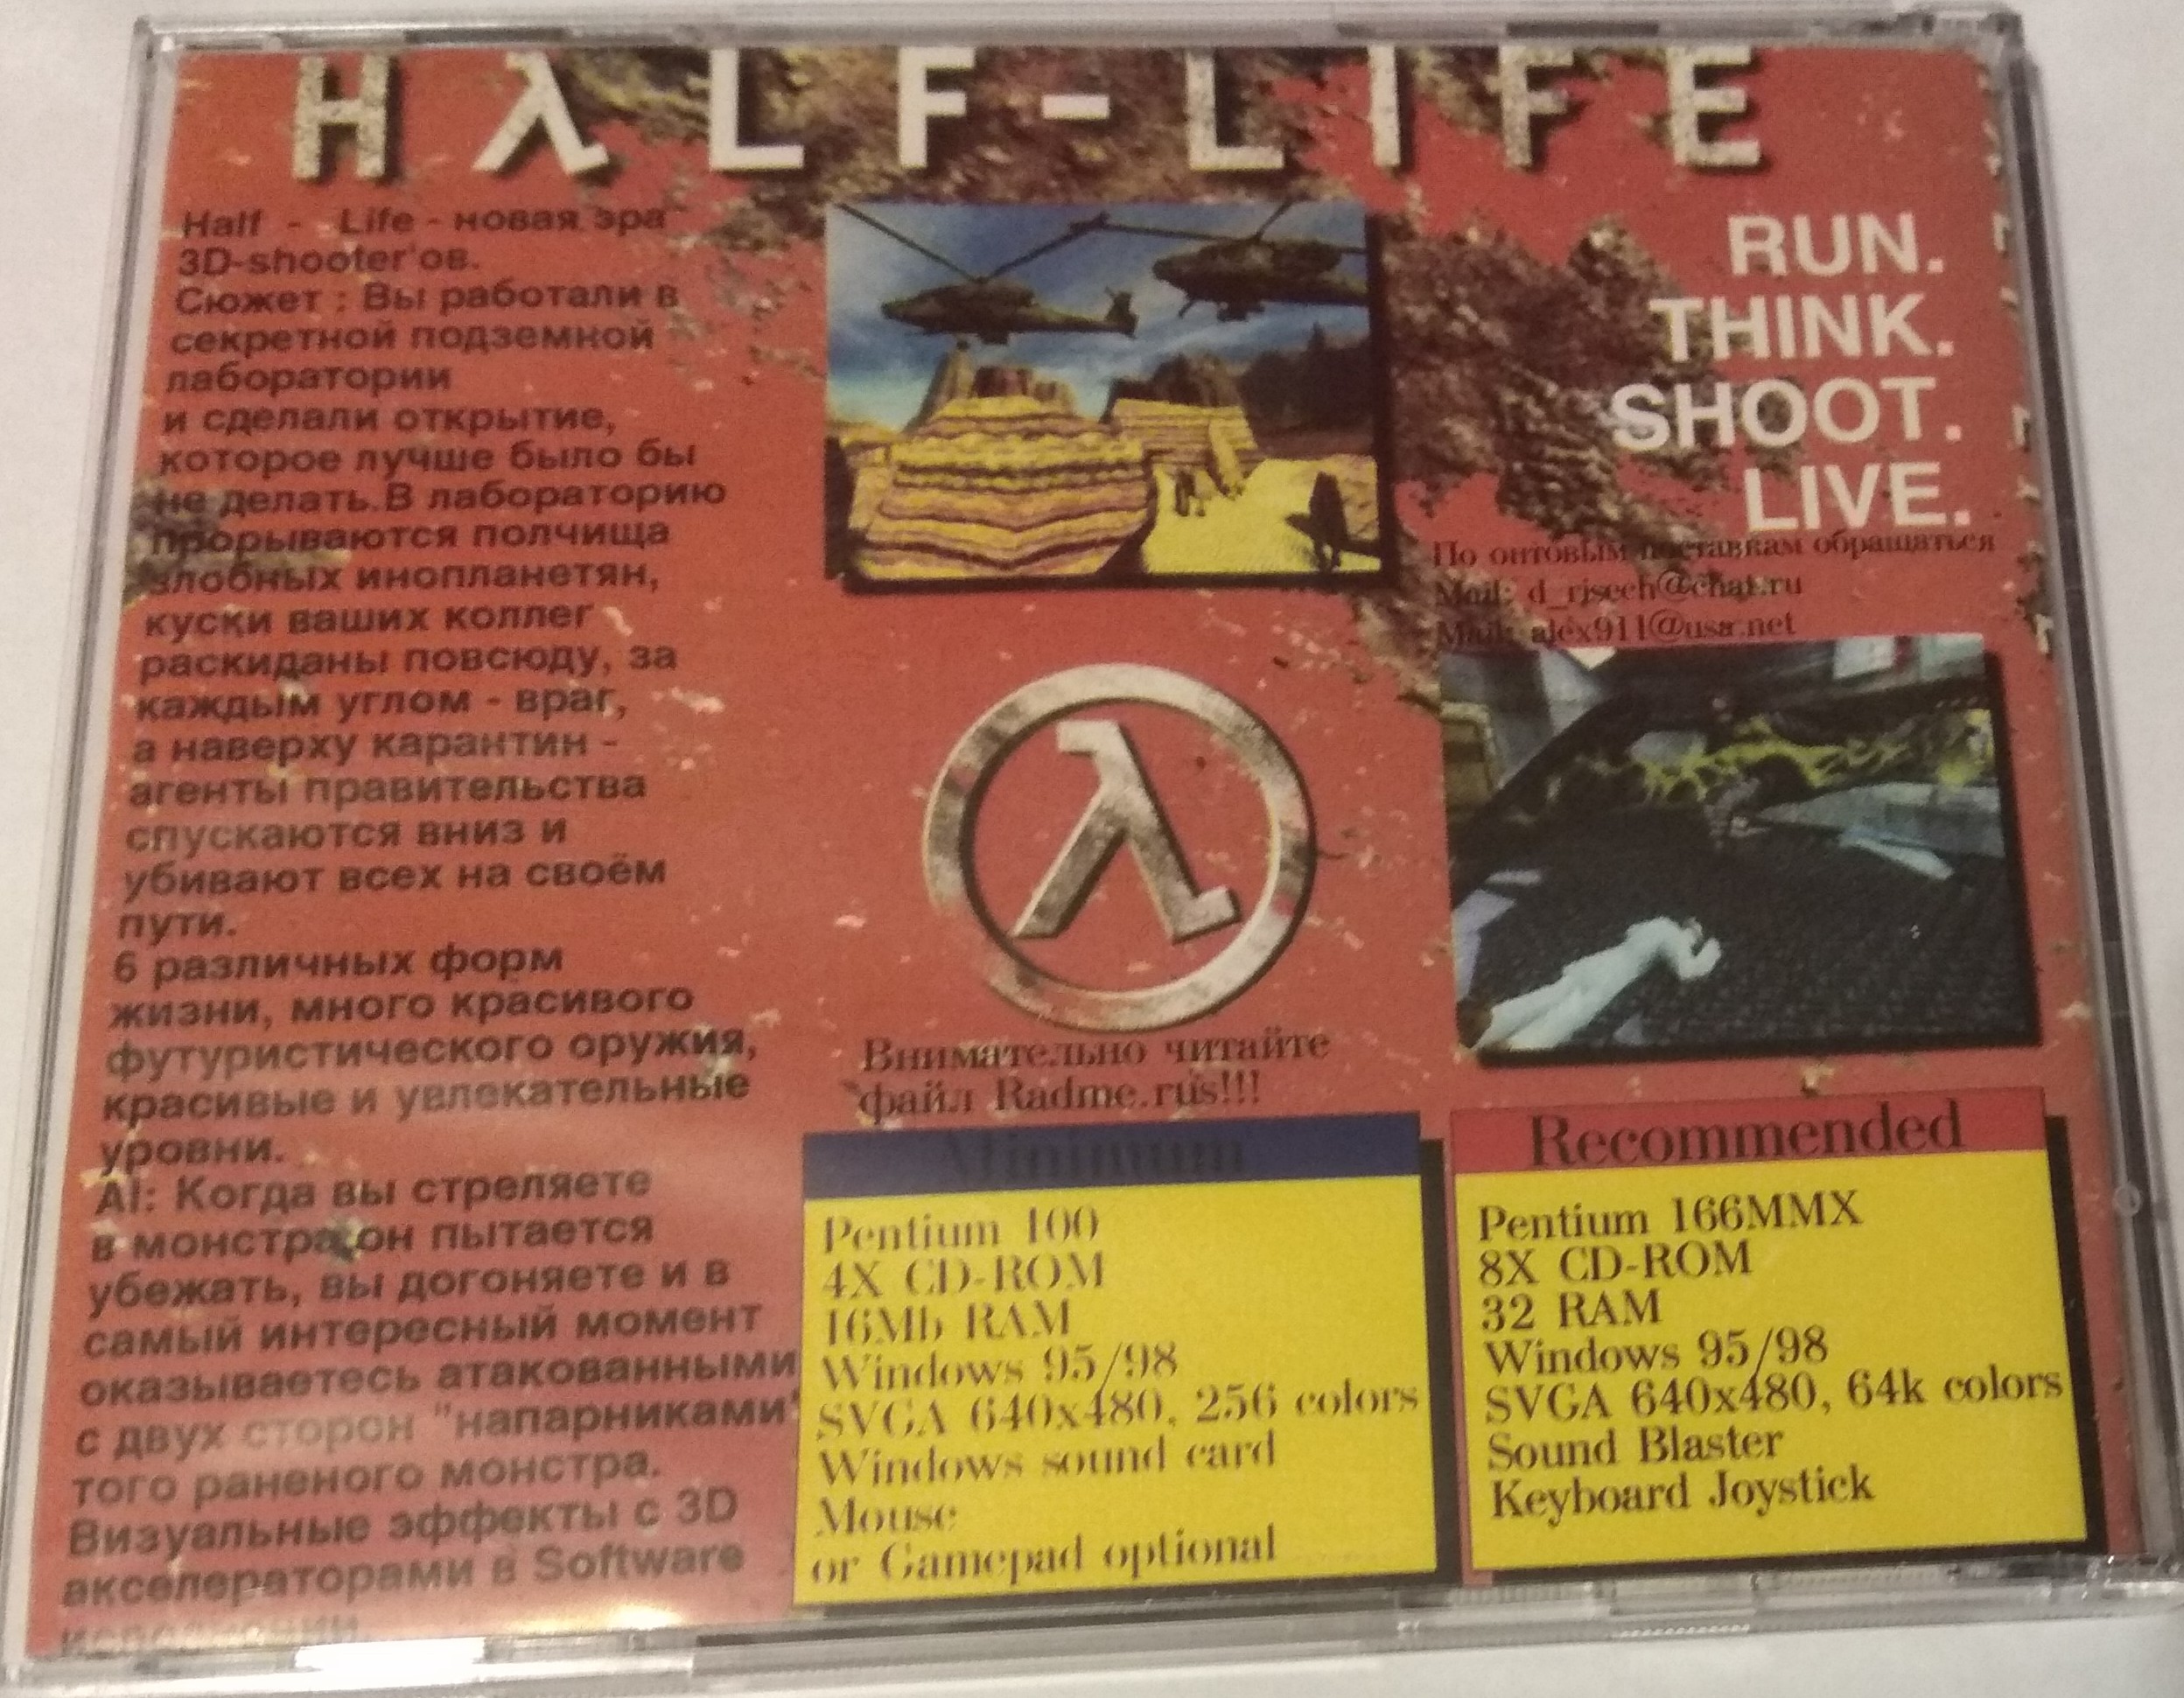 HλLF-LIFE
Half - Life - новая эра
3D-shooter'ов.
Сюжет : Вы работали в
секретной подземной
лаборатории
и сделали открытие,
которое лучше было бы
не делать.В лабораторию
прорываются полчища
злобных инопланетян,
куски ваших коллег
раскиданы повсюду, за
каждым углом - враг,
а наверху карантин -
агенты правительства
спускаются вниз и
убивают всех на своём
пути.
6 различных форм
жизни, много красивого
футуристического оружия,
красивые и увлекательные
уровни.
AI: Когда вы стреляете
в монстра он пытается
убежать, вы догоняете и в
самый интересный момент
оказываетесь атакованными
с двух сторон "напарниками"
того раненого монстра.
Визуальные эффекты с 3D
акселераторами в Software
RUN.
THINK.
SHOOT.
LIVE.
По оптовым поставкам обращаться
Mail: d_rjsech@chat.ru
Mail: alex911@usa.net
λ
Внимательно читайте
файл Radme.rus!!!
Minimum
Pentium 100
4X CD-ROM
16Mb RAM
Windows 95/98
SVGA 640x480, 256 colors
Windows sound card
Mouse
or Gamepad optional
Recommended
Pentium 166MMX
8X CD-ROM
32 RAM
Windows 95/98
SVGA 640x480, 64k colors
Sound Blaster
Keyboard Joystick